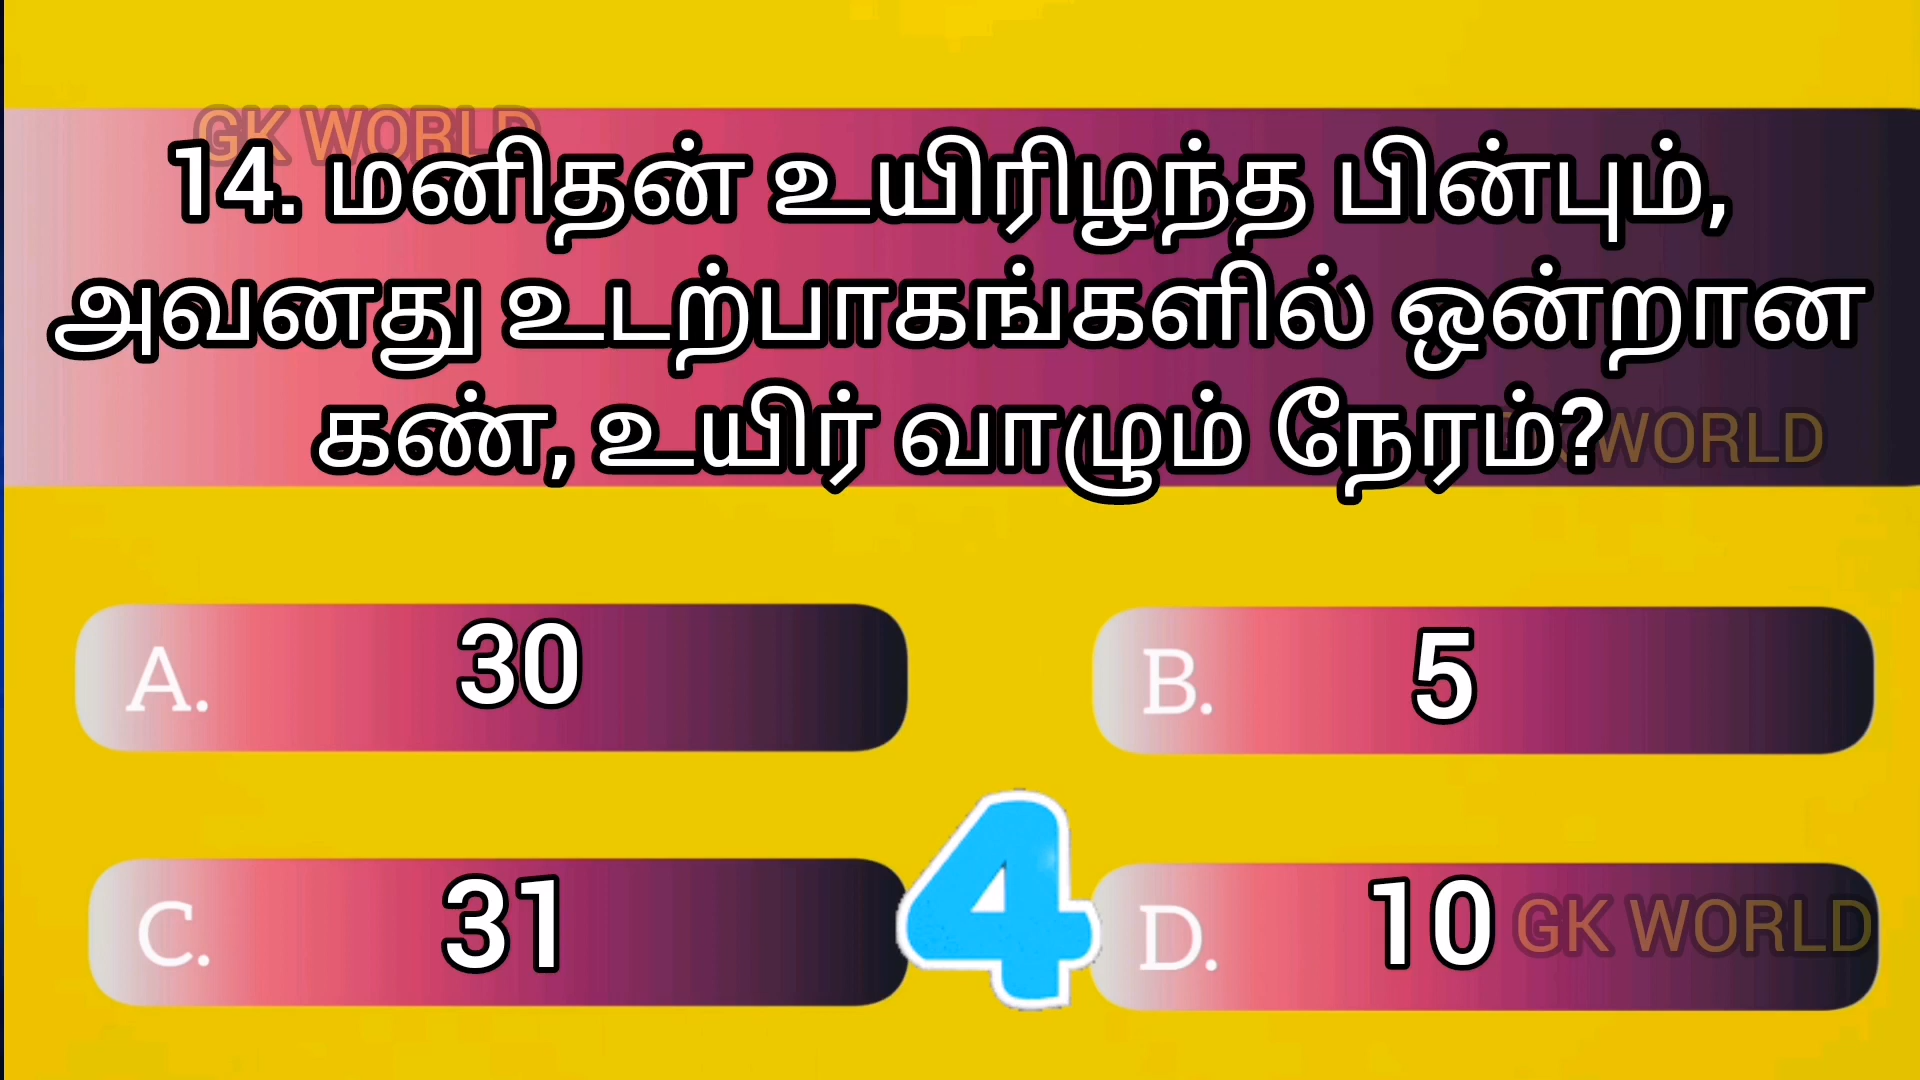 GK WORLD
14. மனிதன் உயிரிழந்த பின்பும்,
அவனது உடற்பாகங்களில் ஒன்றான
கண், உயிர் வாழும் நேரம்?
GK WORLD
A. 30
B. 5
C. 31
4
D. 10
GK WORLD